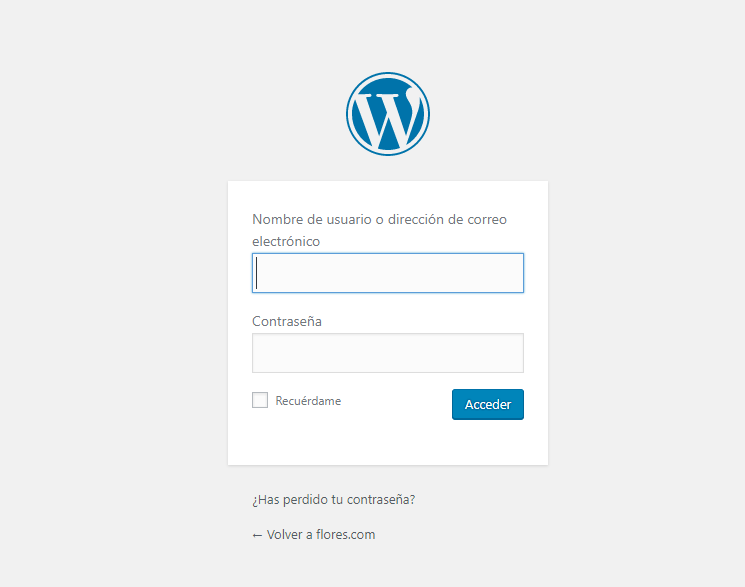 Nombre de usuario o dirección de correo
electrónico
Contraseña
Recuérdame
Acceder
¿Has perdido tu contraseña?
← Volver a flores.com